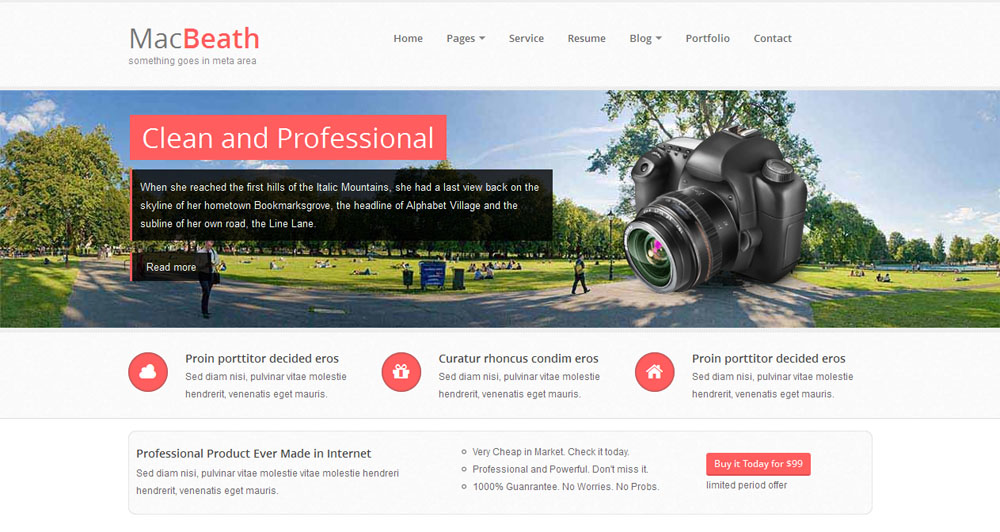 MacBeath
something goes in meta area
Home Pages Service Resume Blog Portfolio Contact
Clean and Professional
When she reached the first hills of the Italic Mountains, she had a last view back on the
skyline of her hometown Bookmarksgrove, the headline of Alphabet Village and the
subline of her own road, the Line Lane.
Read more
Proin porttitor decided eros
Sed diam nisi, pulvinar vitae molestie
hendrerit, venenatis eget mauris.
Curatur rhoncus condim eros
Sed diam nisi, pulvinar vitae molestie
hendrerit, venenatis eget mauris.
Proin porttitor decided eros
Sed diam nisi, pulvinar vitae molestie
hendrerit, venenatis eget mauris.
Professional Product Ever Made in Internet
Sed diam nisi, pulvinar vitae molestie vitae molestie hendreri
hendrerit, venenatis eget mauris.
Very Cheap in Market. Check it today.
Professional and Powerful. Don't miss it.
1000% Guanrantee. No Worries. No Probs.
Buy it Today for $99
limited period offer